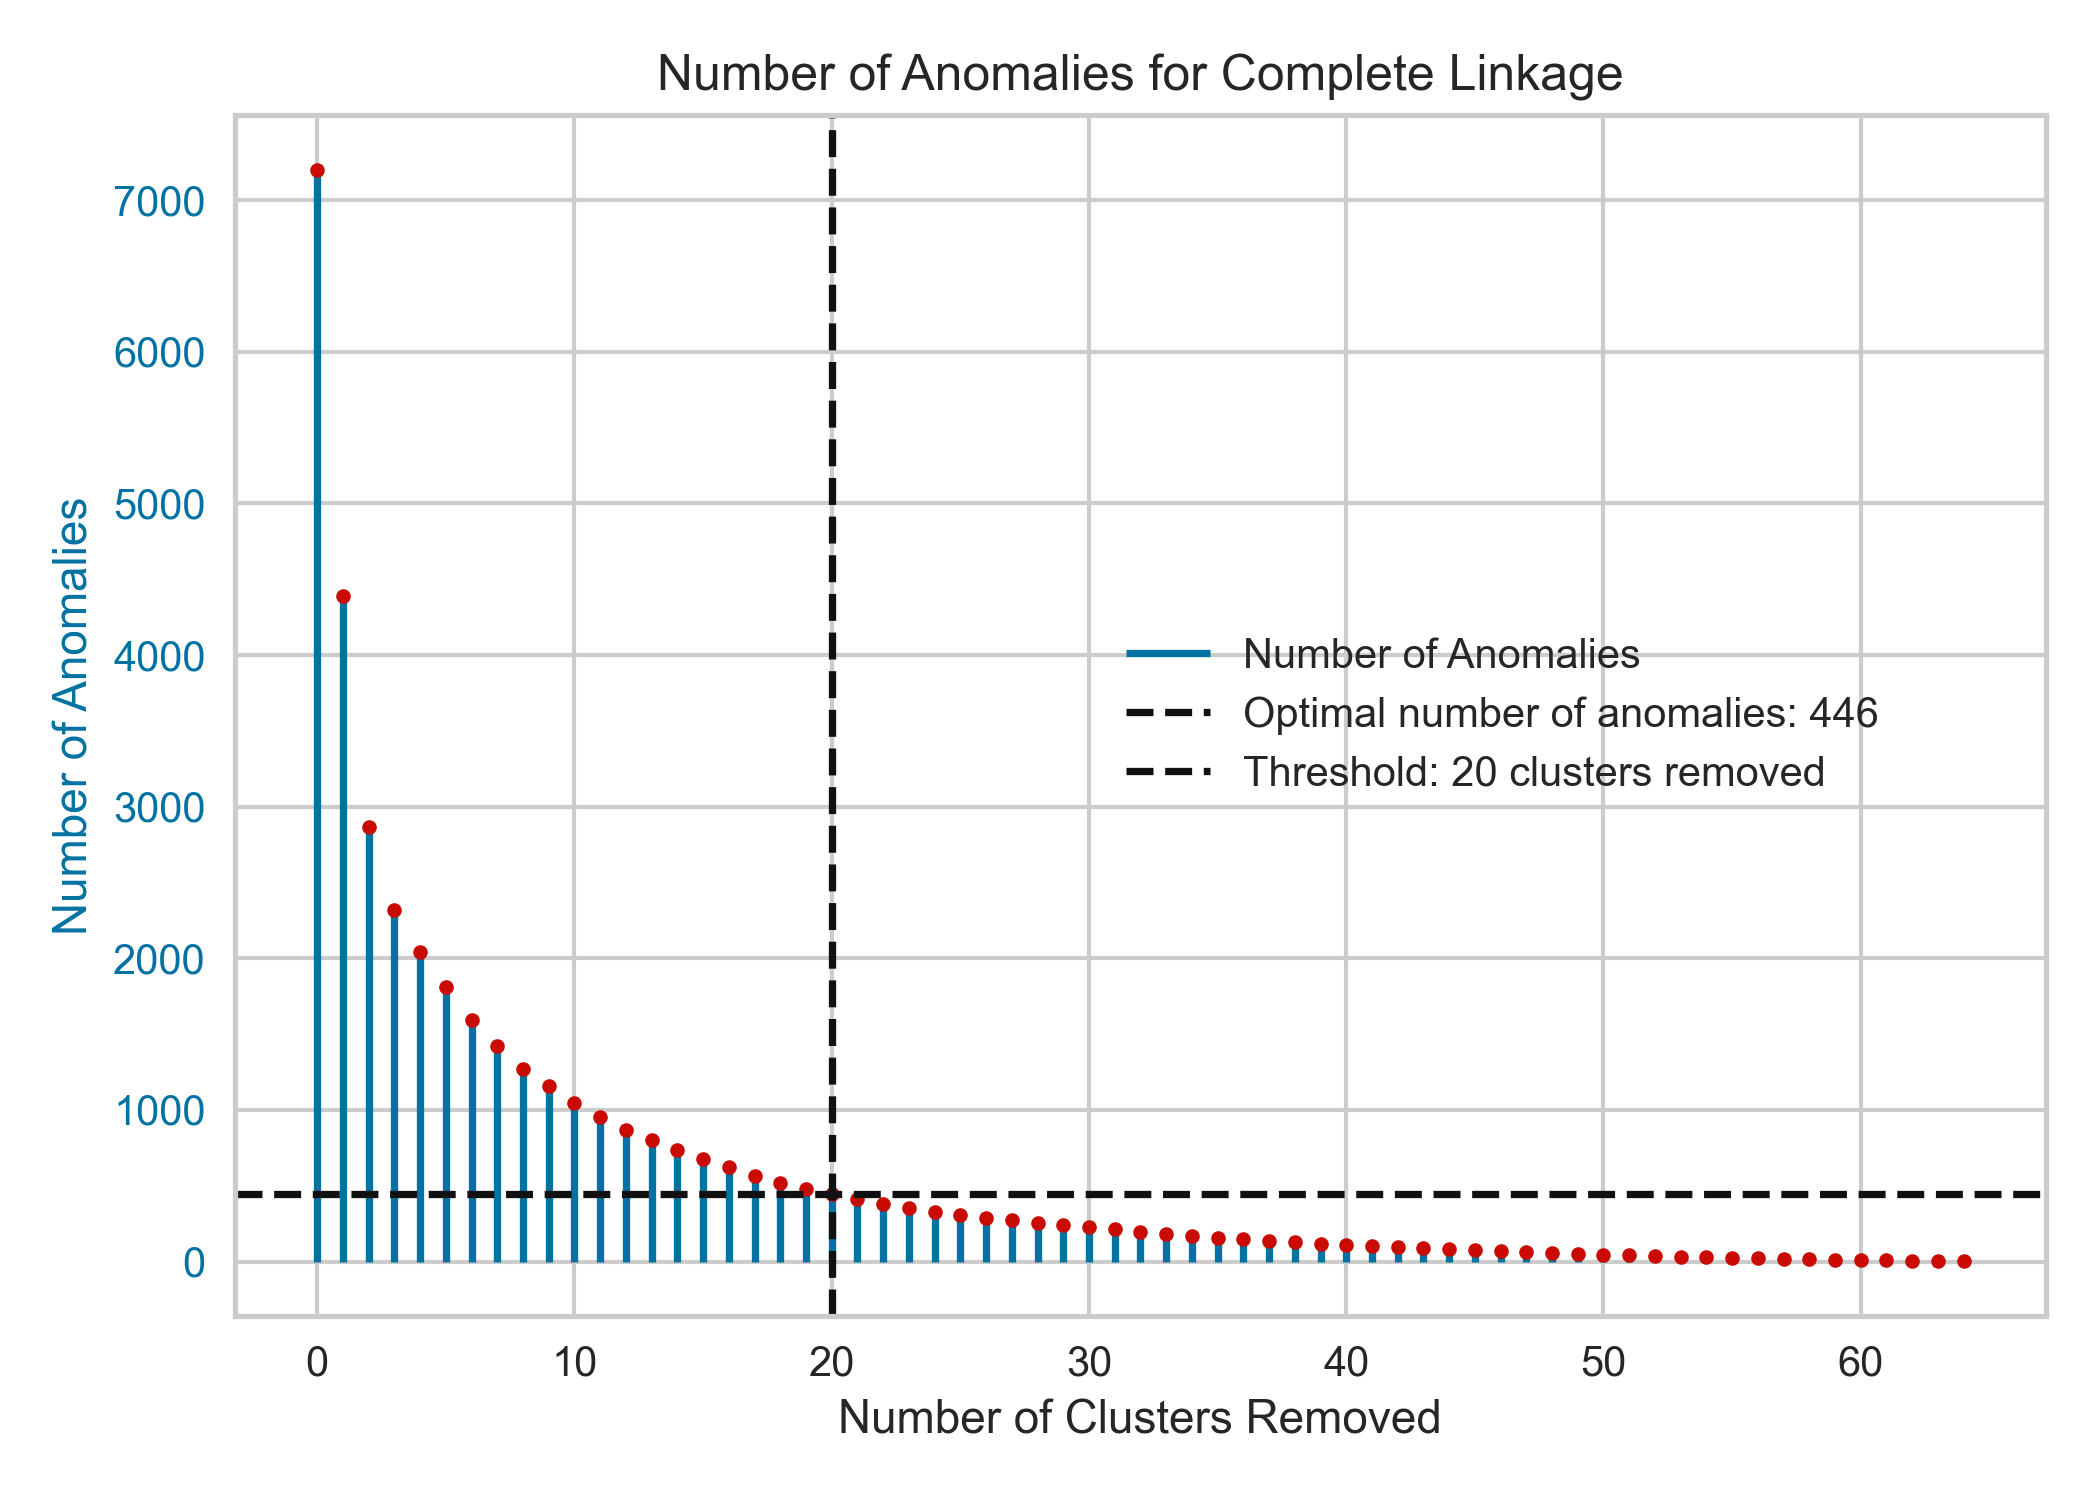 Number of Anomalies for Complete Linkage
Number of Anomalies
7000
6000
5000
4000
3000
2000
1000
0
Number of Anomalies
Optimal number of anomalies: 446
Threshold: 20 clusters removed
0 10 20 30 40 50 60
Number of Clusters Removed